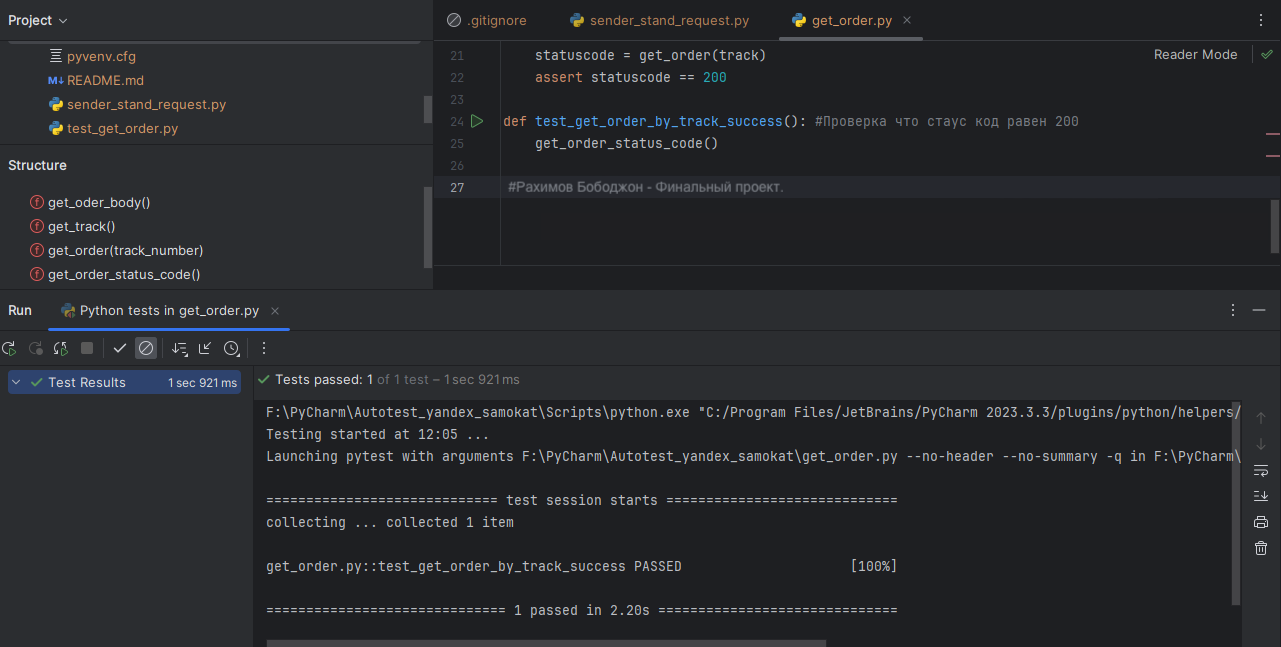 Project
.gitignore
sender_stand_request.py
get_order.py
pyvenv.cfg
README.md
sender_stand_request.py
test_get_order.py
Structure
get_oder_body()
get_track()
get_order(track_number)
get_order_status_code()
Reader Mode
21 statuscode = get_order(track)
22 assert statuscode == 200
23
24 def test_get_order_by_track_success(): #Проверка что стаус код равен 200
25 get_order_status_code()
26
27 #Рахимов Бободжон - Финальный проект.
Run
Python tests in get_order.py
Test Results 1 sec 921 ms
Tests passed: 1 of 1 test – 1 sec 921 ms
F:\PyCharm\Autotest_yandex_samokat\Scripts\python.exe "C:/Program Files/JetBrains/PyCharm 2023.3.3/plugins/python/helpers/
Testing started at 12:05 ...
Launching pytest with arguments F:\PyCharm\Autotest_yandex_samokat\get_order.py --no-header --no-summary -q in F:\PyCharm\
============================= test session starts =============================
collecting ... collected 1 item
get_order.py::test_get_order_by_track_success PASSED [100%]
============================== 1 passed in 2.20s ==============================